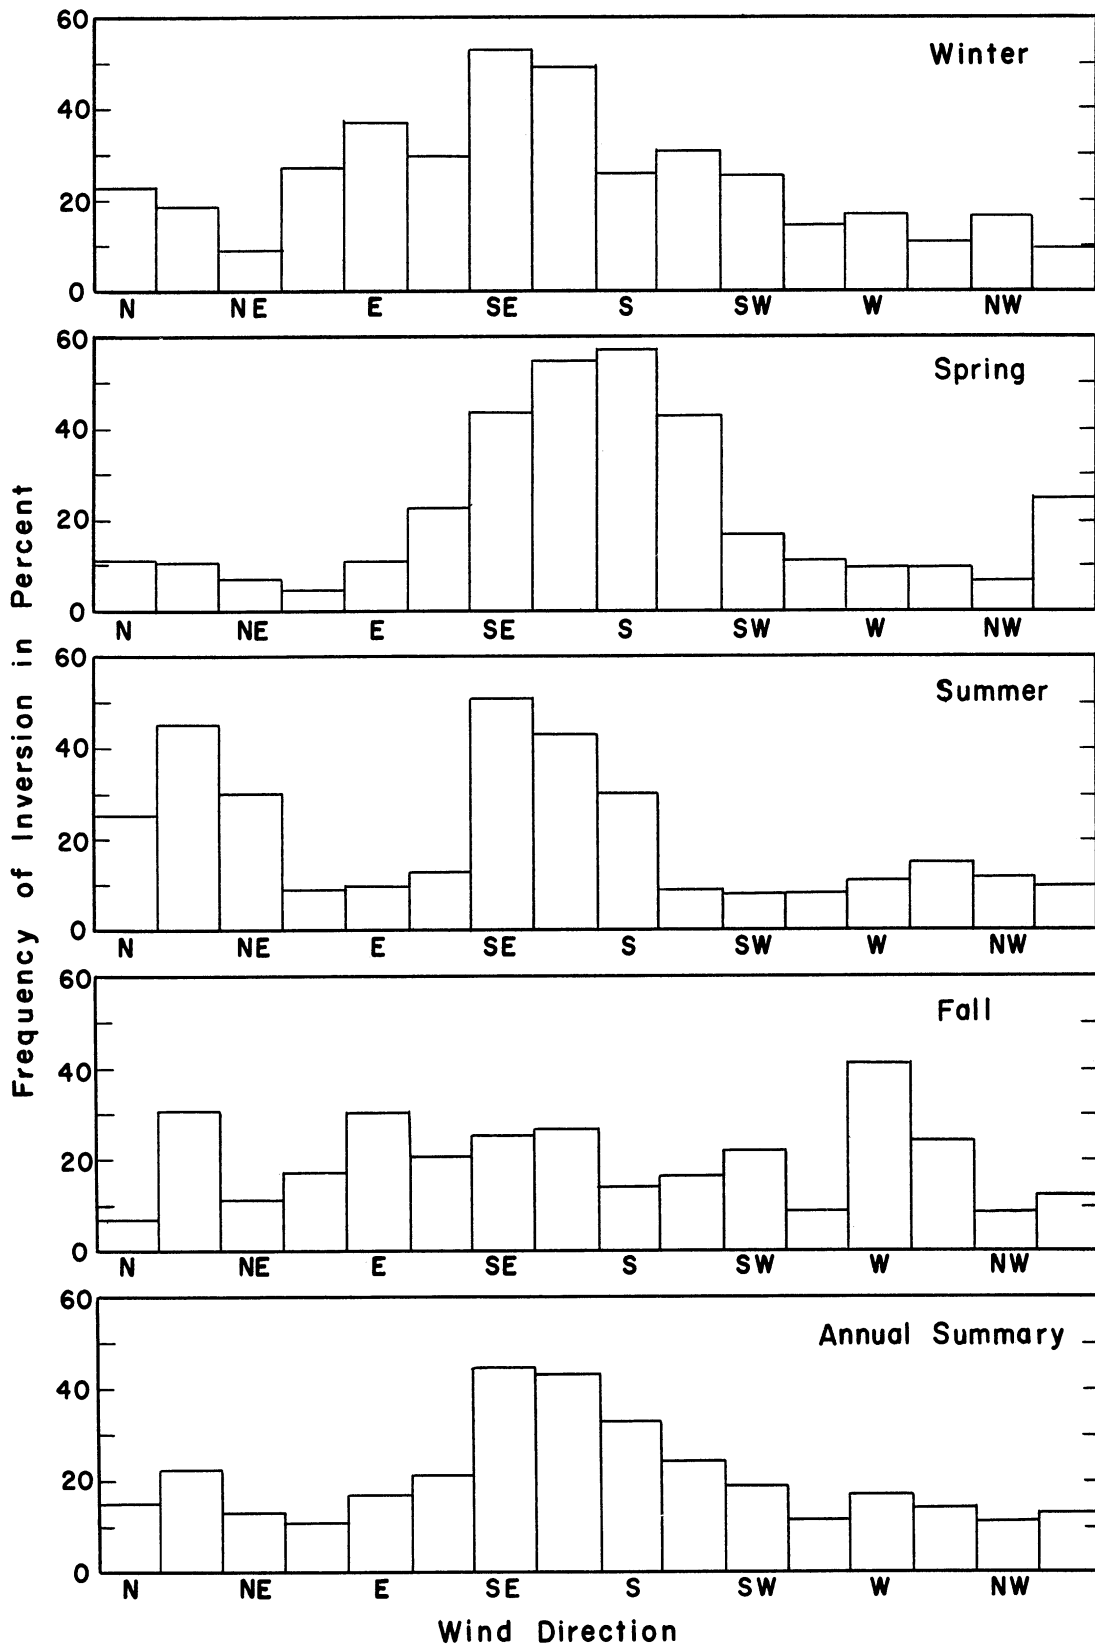 Frequency of Inversion in Percent
60
Winter
40
20
0
N NE E SE S SW W NW
60
Spring
40
20
0
N NE E SE S SW W NW
60
Summer
40
20
0
N NE E SE S SW W NW
60
Fall
40
20
0
N NE E SE S SW W NW
60
Annual Summary
40
20
0
N NE E SE S SW W NW
Wind Direction